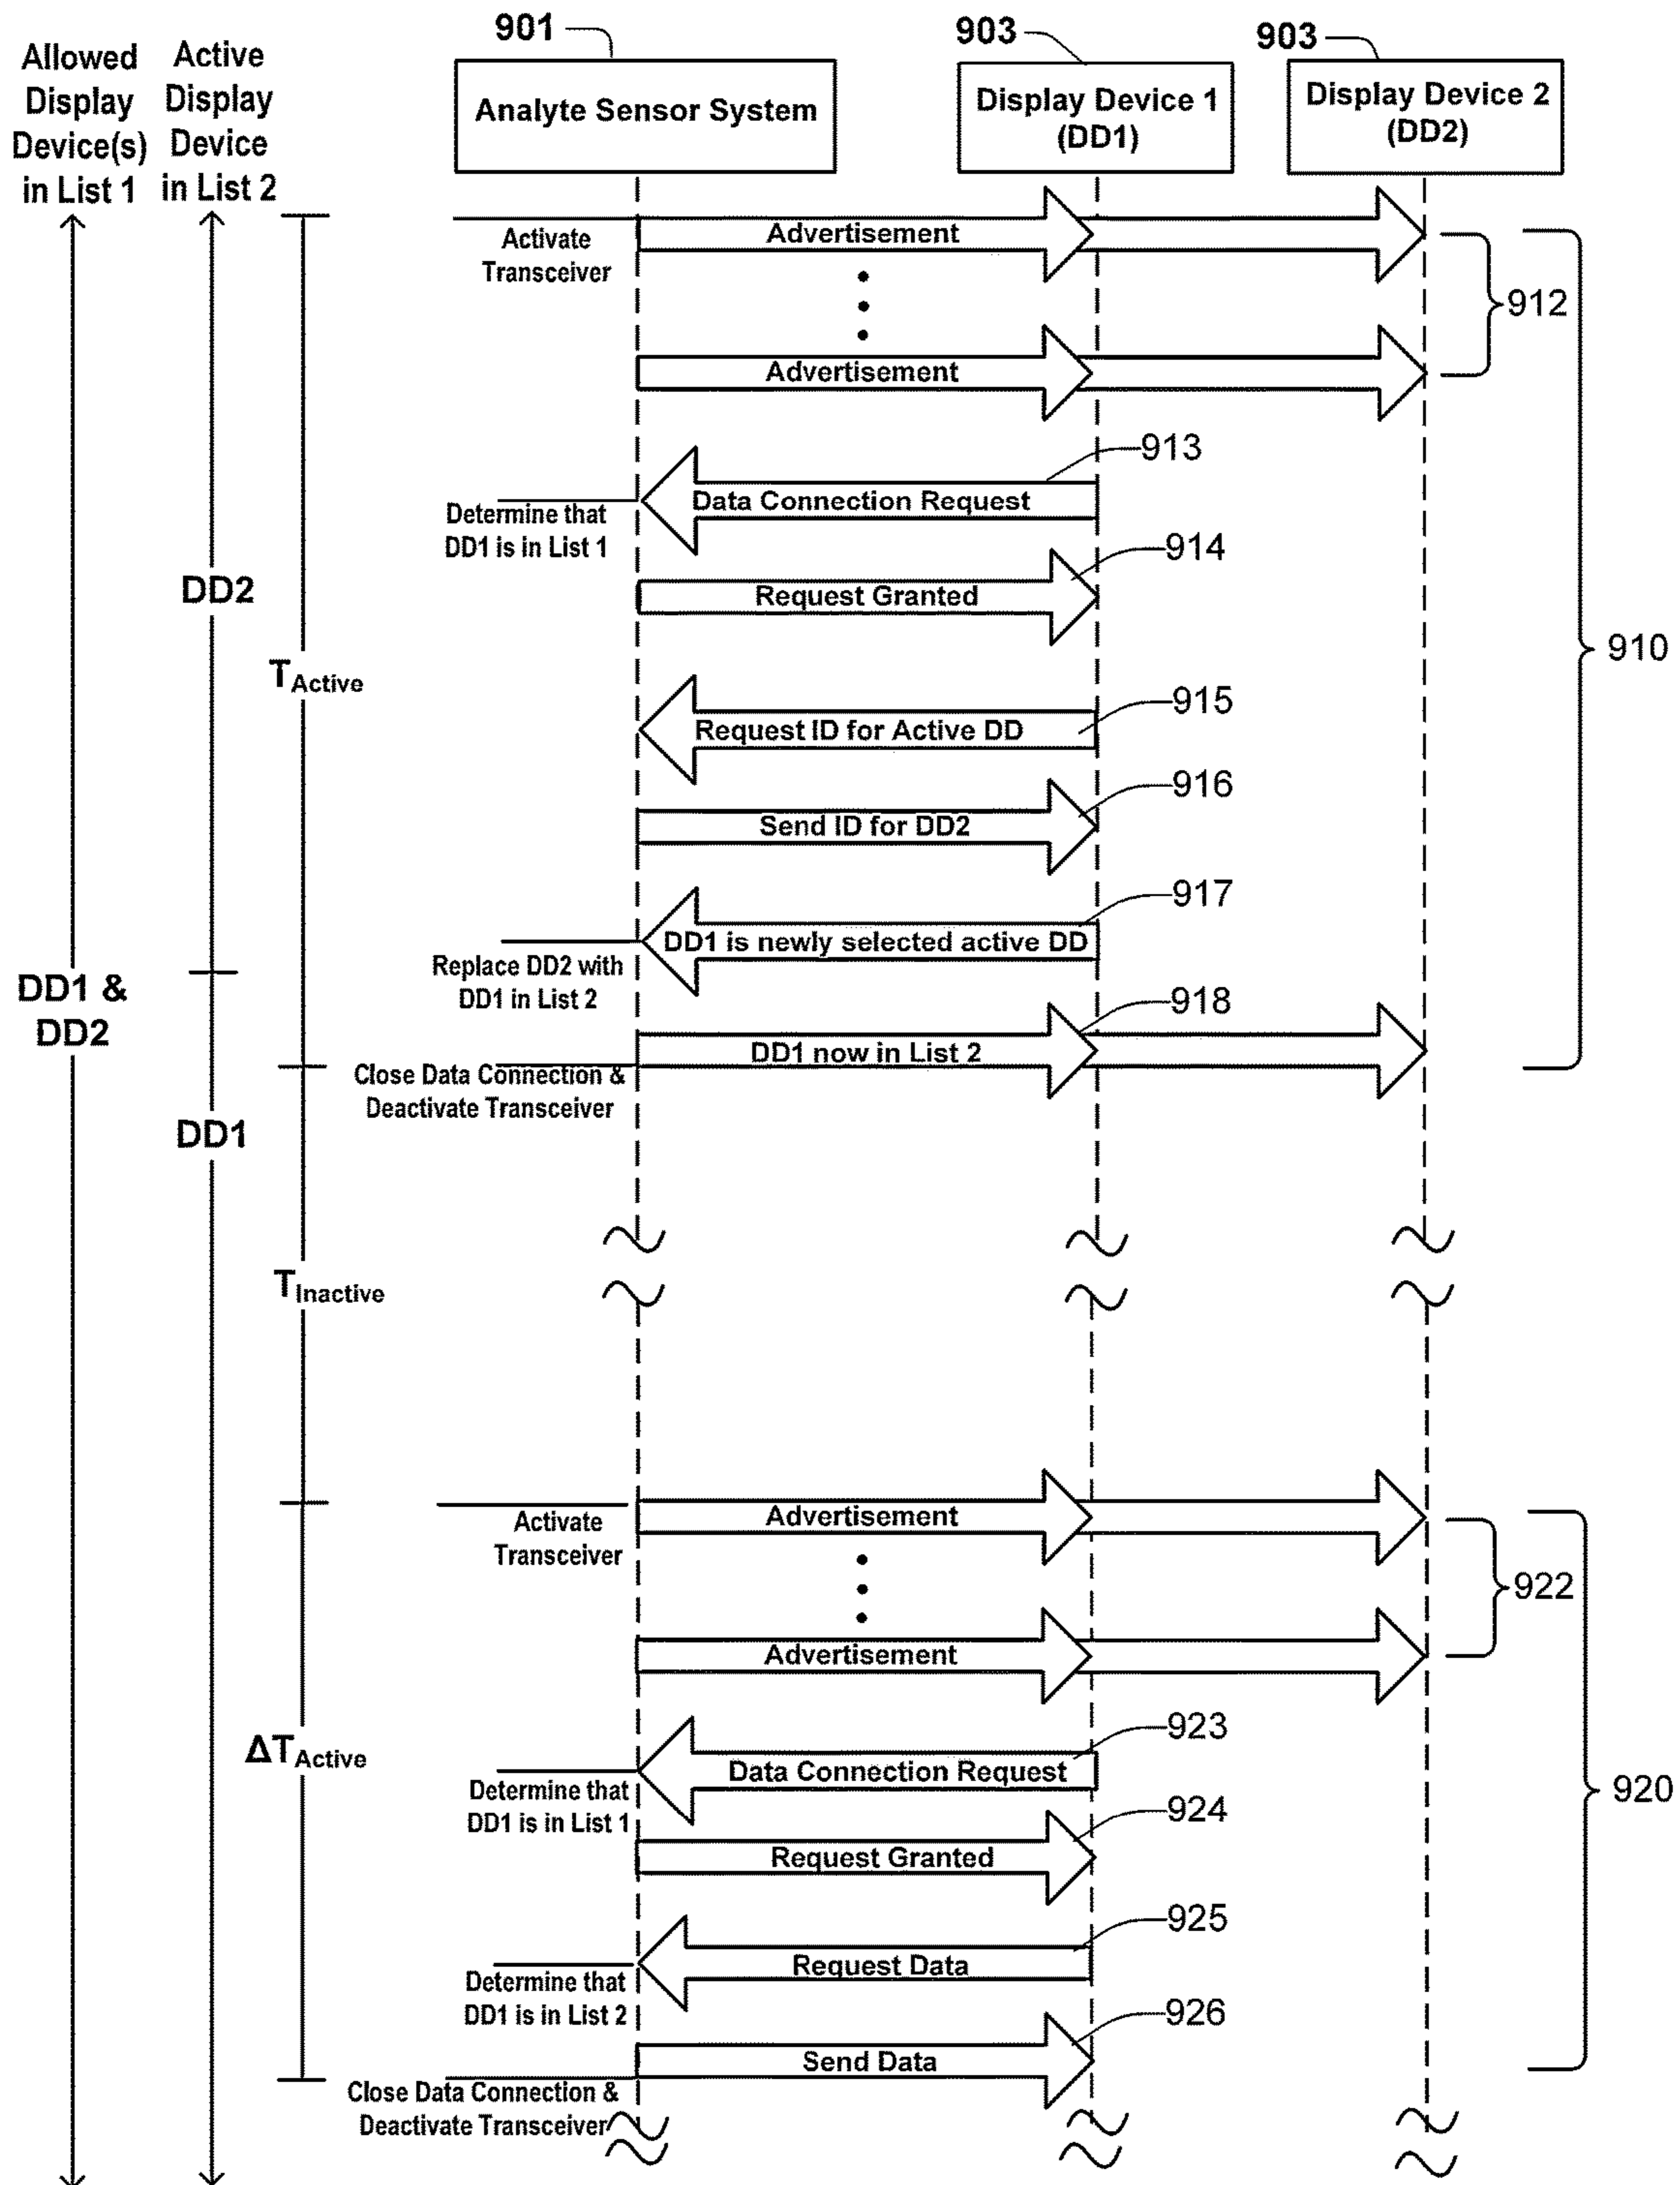 901
903
903
Allowed
Display
Device(s)
in List 1
Active
Display
Device
in List 2
Analyte Sensor System
Display Device 1
(DD1)
Display Device 2
(DD2)
Activate
Transceiver
Advertisement
Advertisement
912
910
913
Data Connection Request
Determine that
DD1 is in List 1
914
Request Granted
DD2
TActive
915
Request ID for Active DD
916
Send ID for DD2
917
DD1 is newly selected active DD
Replace DD2 with
DD1 in List 2
DD1 &
DD2
918
DD1 now in List 2
Close Data Connection &
Deactivate Transceiver
DD1
TInactive
Activate
Transceiver
Advertisement
Advertisement
922
920
923
Data Connection Request
Determine that
DD1 is in List 1
ΔTActive
924
Request Granted
925
Request Data
Determine that
DD1 is in List 2
926
Send Data
Close Data Connection &
Deactivate Transceiver